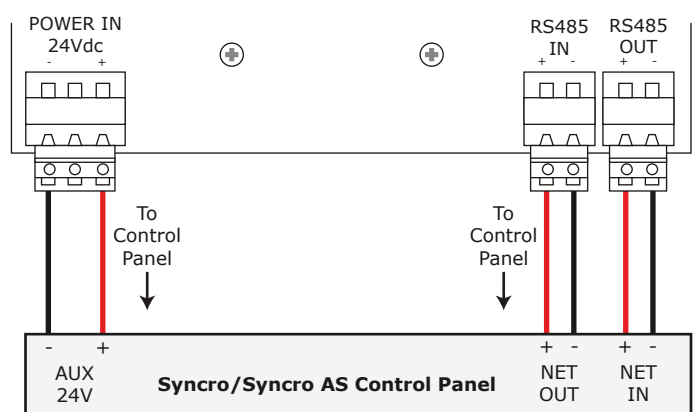 POWER IN
24Vdc
- +
RS485
IN
+ -
RS485
OUT
+ -
To
Control
Panel
To
Control
Panel
- +
AUX
24V
Syncro/Syncro AS Control Panel
+ -
NET
OUT
+ -
NET
IN